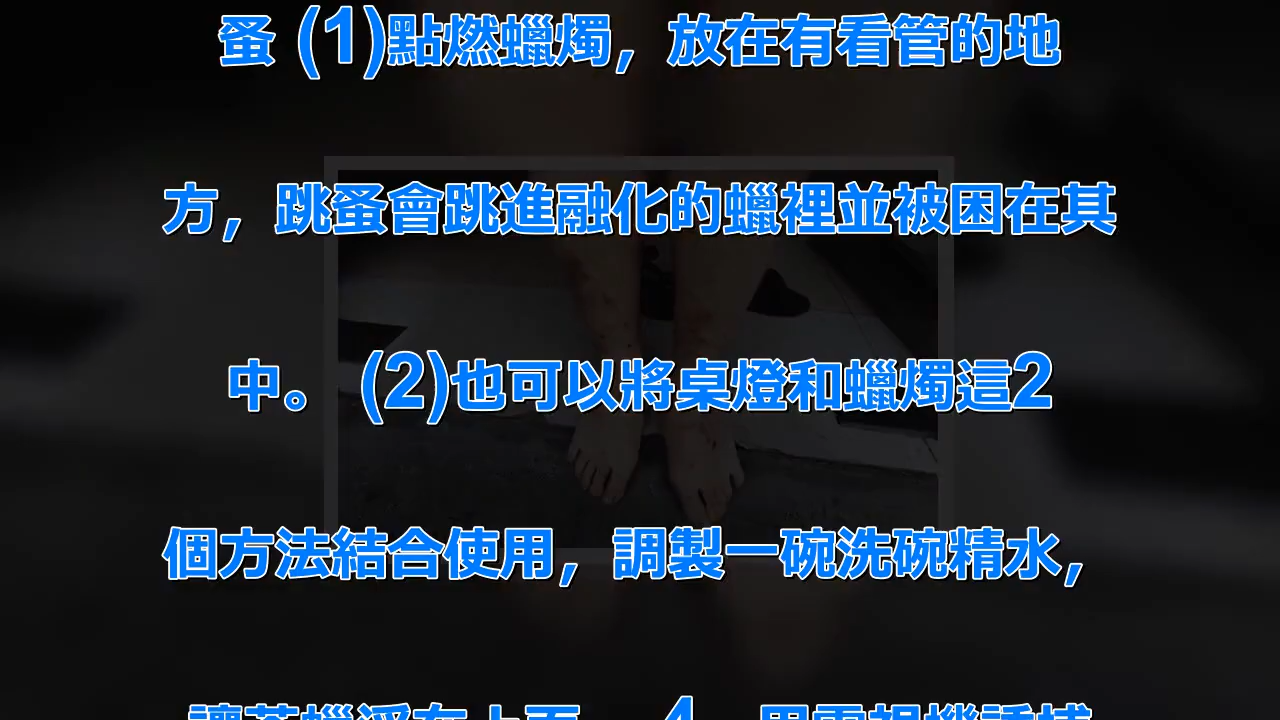 蚤 (1)點燃蠟燭，放在有看管的地
方，跳蚤會跳進融化的蠟裡並被困在其
中。 (2)也可以將桌燈和蠟燭這2
個方法結合使用，調製一碗洗碗精水，